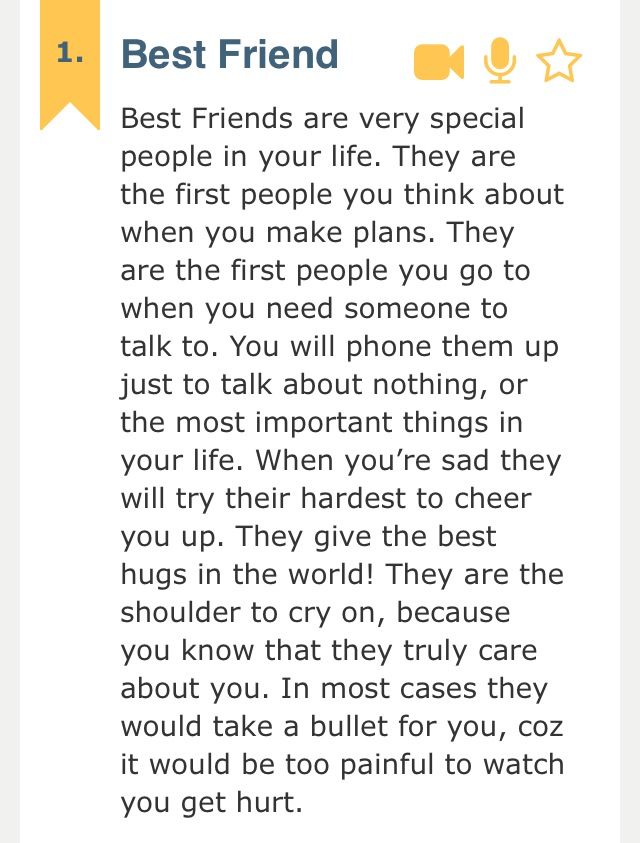 1.
Best Friend
Best Friends are very special
people in your life. They are
the first people you think about
when you make plans. They
are the first people you go to
when you need someone to
talk to. You will phone them up
just to talk about nothing, or
the most important things in
your life. When you’re sad they
will try their hardest to cheer
you up. They give the best
hugs in the world! They are the
shoulder to cry on, because
you know that they truly care
about you. In most cases they
would take a bullet for you, coz
it would be too painful to watch
you get hurt.